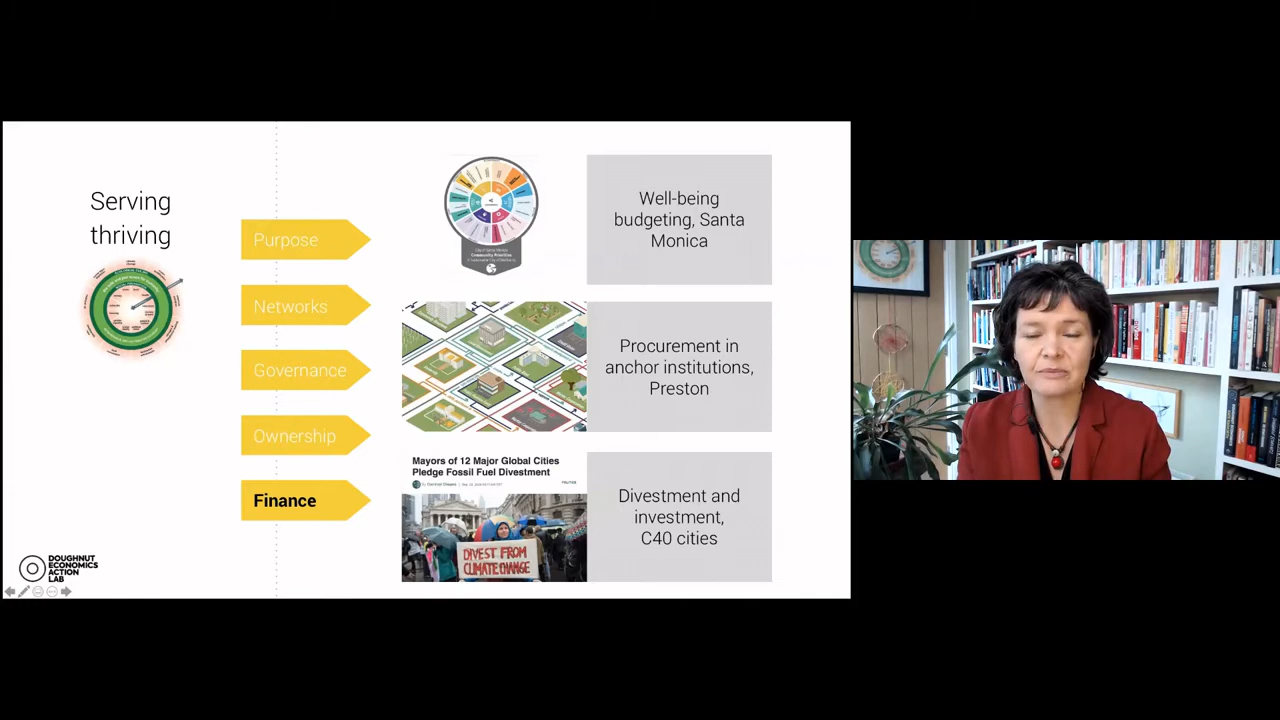 Serving
thriving
Purpose
Networks
Governance
Ownership
Finance
Well-being
budgeting, Santa
Monica
Procurement in
anchor institutions,
Preston
Mayors of 12 Major Global Cities
Pledge Fossil Fuel Divestment
DIVEST FROM
CLIMATE CHANGE
Divestment and
investment,
C40 cities
DOUGHNUT
ECONOMICS
ACTION
LAB